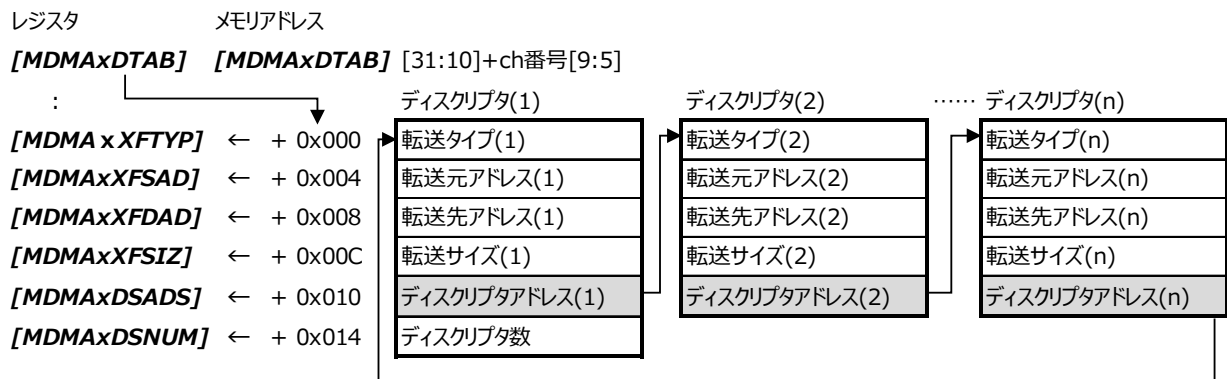 レジスタ メモリアドレス
[MDMAxDTAB] [MDMAxDTAB] [31:10]+ch番号[9:5]
: ディスクリプタ(1) ディスクリプタ(2) …… ディスクリプタ(n)
[MDMAxXFTYP] ← + 0x000 転送タイプ(1) 転送タイプ(2) 転送タイプ(n)
[MDMAxXFSAD] ← + 0x004 転送元アドレス(1) 転送元アドレス(2) 転送元アドレス(n)
[MDMAxXFDAD] ← + 0x008 転送先アドレス(1) 転送先アドレス(2) 転送先アドレス(n)
[MDMAxXFSIZ] ← + 0x00C 転送サイズ(1) 転送サイズ(2) 転送サイズ(n)
[MDMAxDSADS] ← + 0x010 ディスクリプタアドレス(1) ディスクリプタアドレス(2) ディスクリプタアドレス(n)
[MDMAxDSNUM] ← + 0x014 ディスクリプタ数